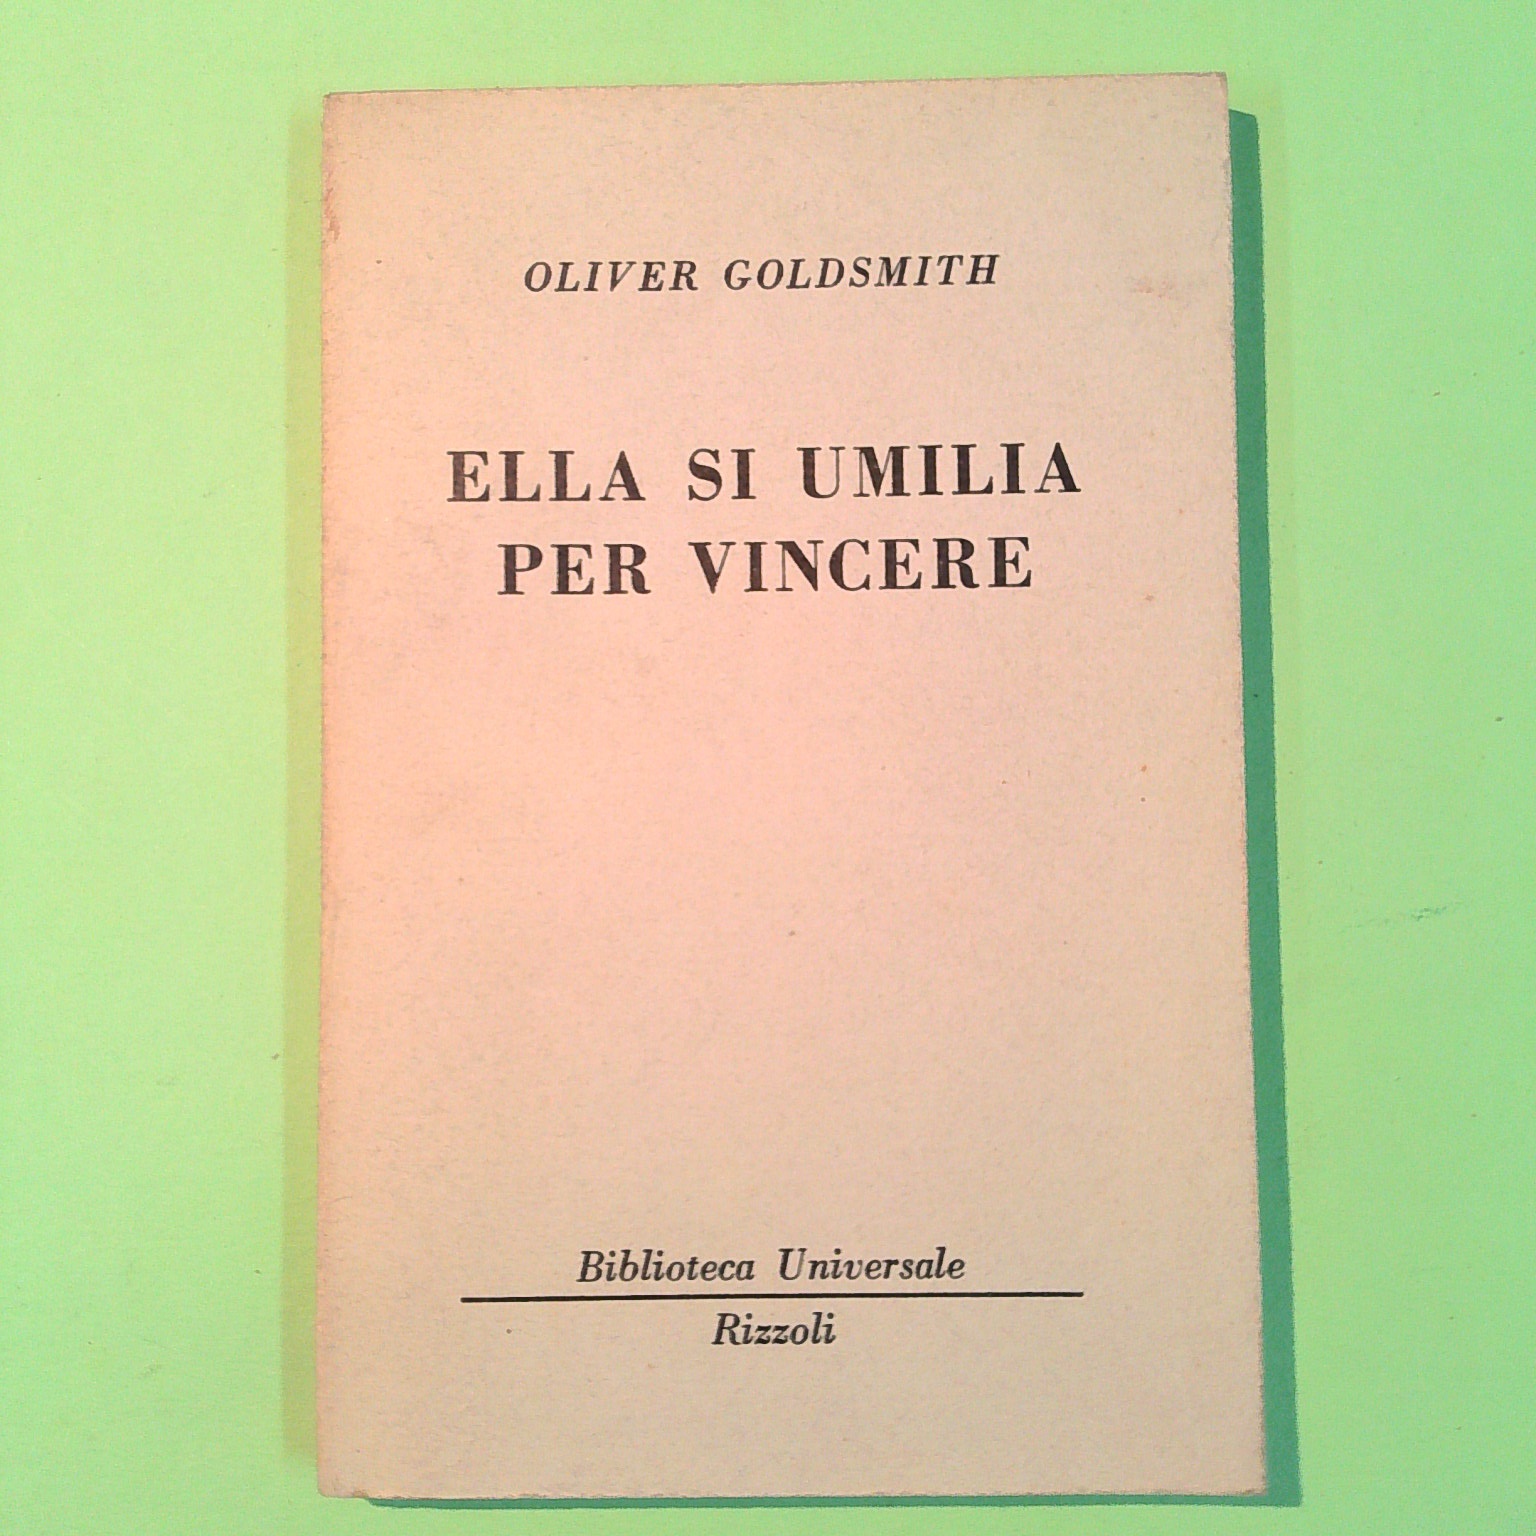 OLIVER GOLDSMITH
ELLA SI UMILIA
PER VINCERE
Biblioteca Universale
Rizzoli